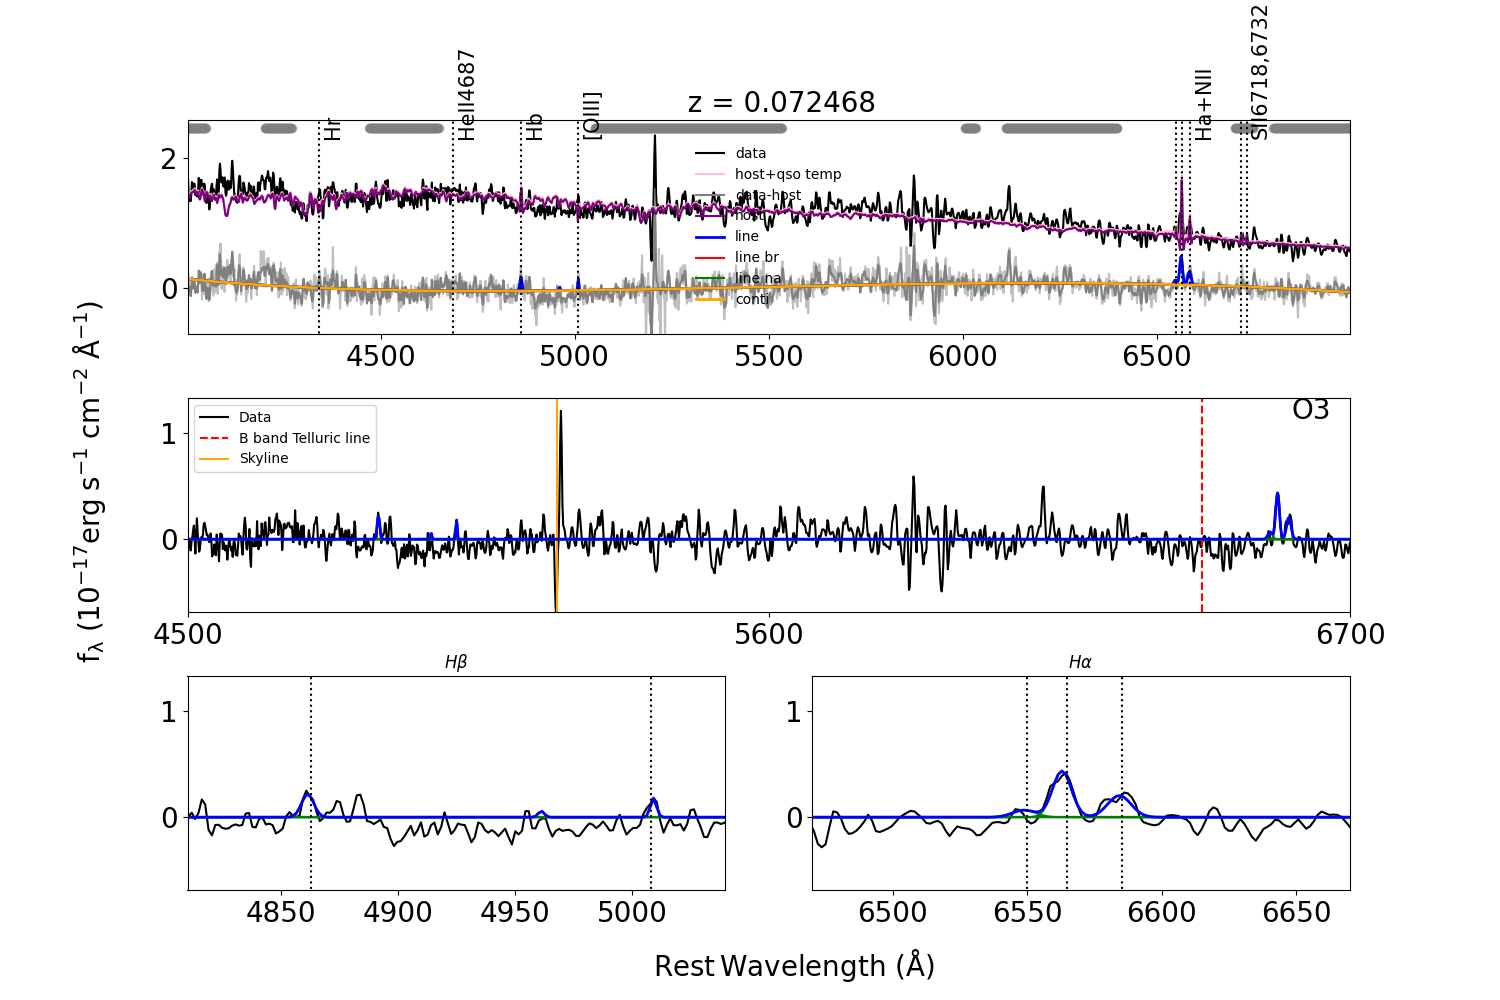 z = 0.072468
Hr
HeII4687
Hb
[OIII]
Ha+NII
SII6718,6732
data
host+qso temp
data-host
host
line
line br
line na
conti
2
0
4500
5000
5500
6000
6500
fλ (10−17erg s−1 cm−2 Å−1)
O3
Data
B band Telluric line
Skyline
1
0
4500
5600
6700
Hβ
1
0
4850
4900
4950
5000
Hα
1
0
6500
6550
6600
6650
Rest Wavelength (Å)